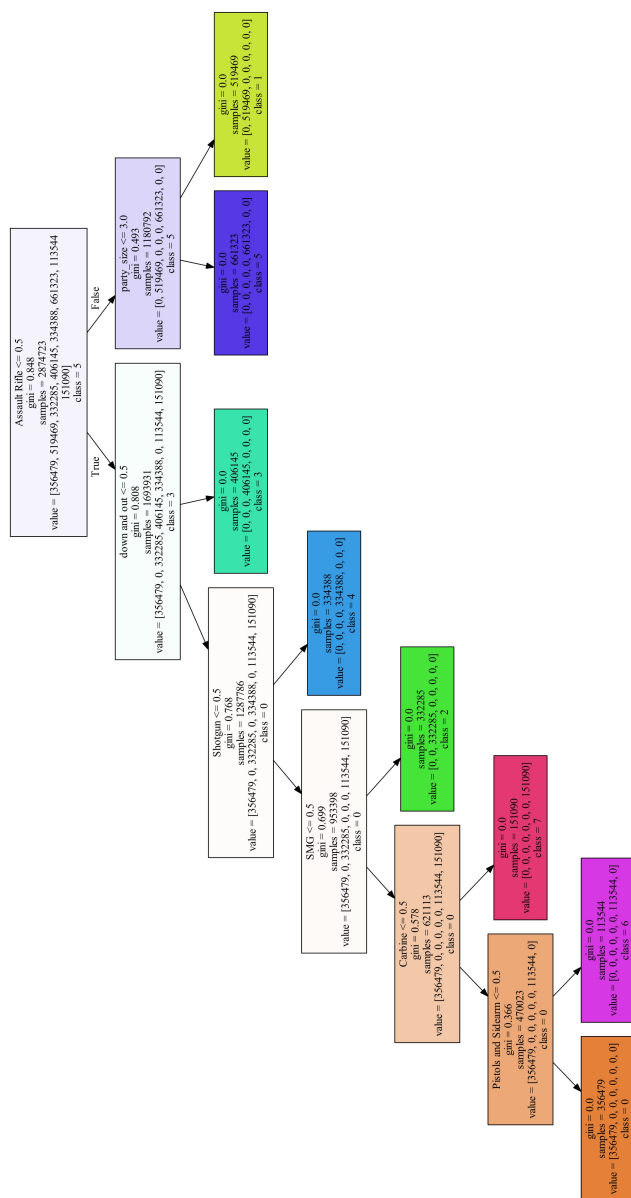 Assault Rifle <= 0.5
gini = 0.848
samples = 2874723
value = [356479, 519469, 332285, 406145, 334388, 661323, 113544
151090]
class = 5
True
False
down and out <= 0.5
gini = 0.808
samples = 1693931
value = [356479, 0, 332285, 406145, 334388, 0, 113544, 151090]
class = 3
party_size <= 3.0
gini = 0.493
samples = 1180792
value = [0, 519469, 0, 0, 0, 661323, 0, 0]
class = 5
Shotgun <= 0.5
gini = 0.768
samples = 1287786
value = [356479, 0, 332285, 0, 334388, 0, 113544, 151090]
class = 0
gini = 0.0
samples = 406145
value = [0, 0, 0, 406145, 0, 0, 0, 0]
class = 3
gini = 0.0
samples = 661323
value = [0, 0, 0, 0, 0, 661323, 0, 0]
class = 5
gini = 0.0
samples = 519469
value = [0, 519469, 0, 0, 0, 0, 0, 0]
class = 1
SMG <= 0.5
gini = 0.699
samples = 953398
value = [356479, 0, 332285, 0, 0, 0, 113544, 151090]
class = 0
gini = 0.0
samples = 334388
value = [0, 0, 0, 0, 334388, 0, 0, 0]
class = 4
Carbine <= 0.5
gini = 0.578
samples = 621113
value = [356479, 0, 0, 0, 0, 0, 113544, 151090]
class = 0
gini = 0.0
samples = 332285
value = [0, 0, 332285, 0, 0, 0, 0, 0]
class = 2
Pistols and Sidearm <= 0.5
gini = 0.366
samples = 470023
value = [356479, 0, 0, 0, 0, 0, 113544, 0]
class = 0
gini = 0.0
samples = 151090
value = [0, 0, 0, 0, 0, 0, 0, 151090]
class = 7
gini = 0.0
samples = 356479
value = [356479, 0, 0, 0, 0, 0, 0, 0]
class = 0
gini = 0.0
samples = 113544
value = [0, 0, 0, 0, 0, 0, 113544, 0]
class = 6